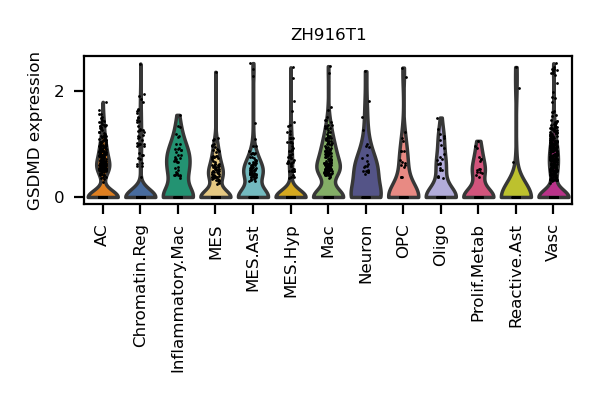 ZH916T1
GSDMD expression
2
0
AC
Chromatin.Reg
Inflammatory.Mac
MES
MES.Ast
MES.Hyp
Mac
Neuron
OPC
Oligo
Prolif.Metab
Reactive.Ast
Vasc